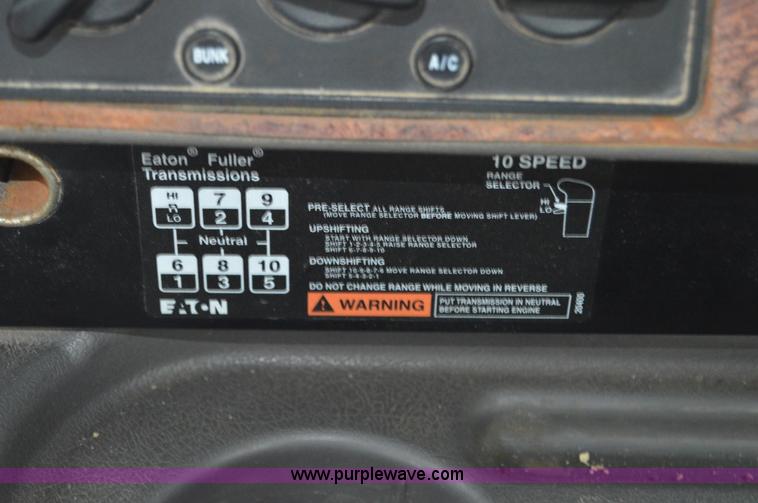 BUNK
A/C
Eaton® Fuller®
Transmissions
10 SPEED
RANGE
SELECTOR
HI
LO
HI 7 9
LO 2 4
Neutral
6 8 10
1 3 5
EATON
PRE-SELECT ALL RANGE SHIFTS
(MOVE RANGE SELECTOR BEFORE MOVING SHIFT LEVER)
UPSHIFTING
START WITH RANGE SELECTOR DOWN
SHIFT 1-2-3-4-5 RAISE RANGE SELECTOR
SHIFT 6-7-8-9-10
DOWNSHIFTING
SHIFT 10-9-8-7-6 MOVE RANGE SELECTOR DOWN
SHIFT 5-4-3-2-1
DO NOT CHANGE RANGE WHILE MOVING IN REVERSE
WARNING
PUT TRANSMISSION IN NEUTRAL
BEFORE STARTING ENGINE
20400
www.purplewave.com